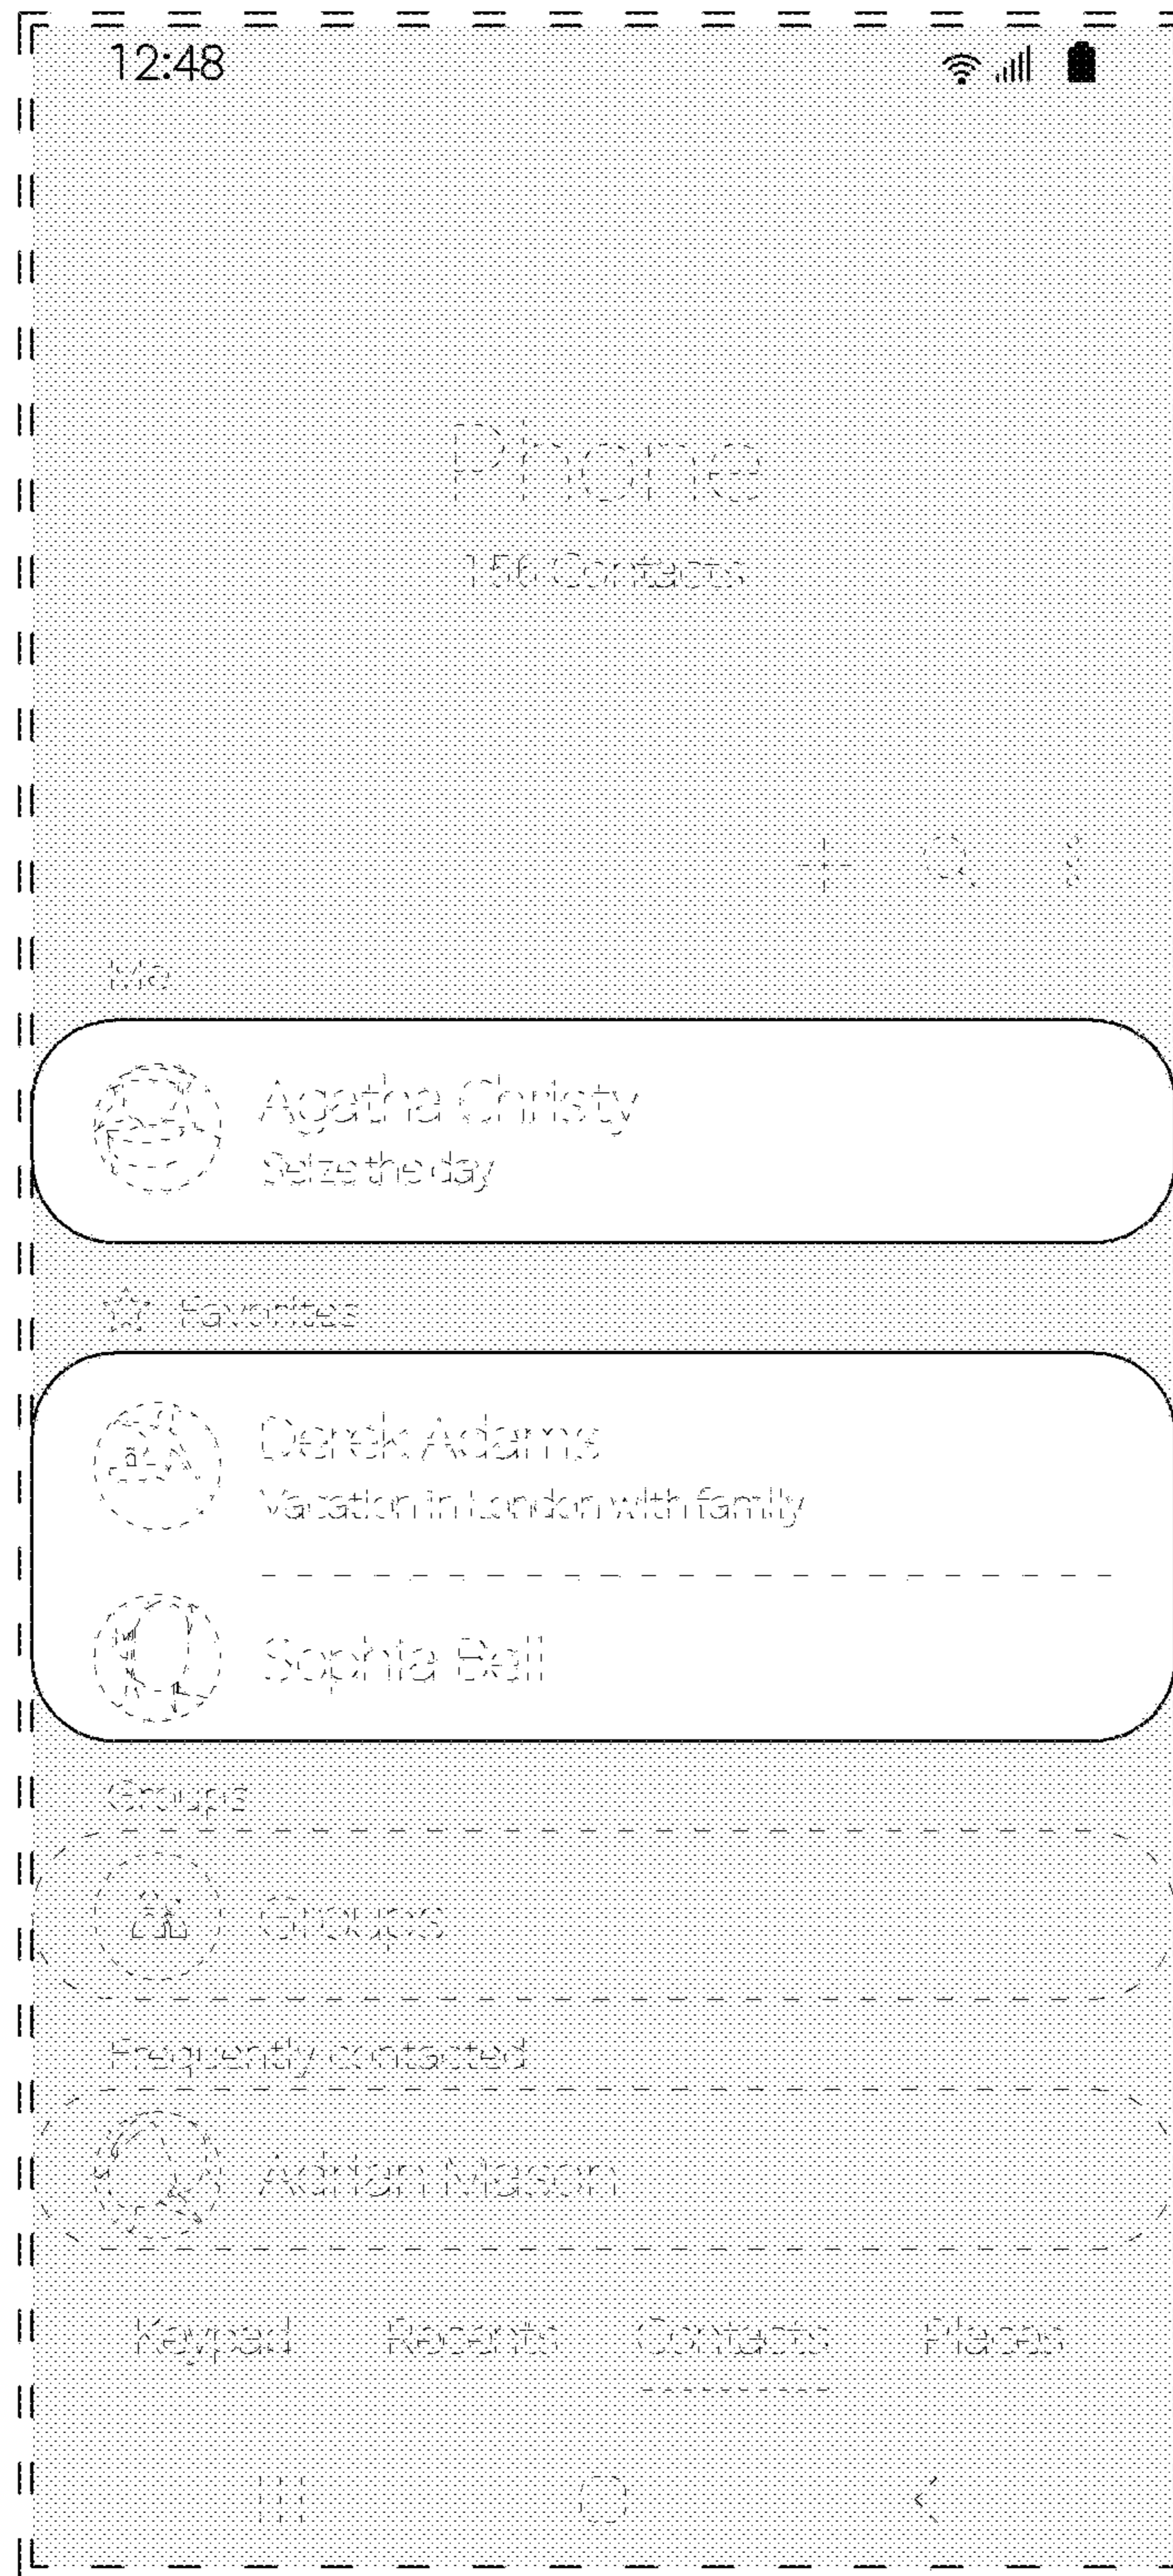 12:48
Phone
156 Contacts
Me
Agatha Christy
Seize the day
Favorites
Derek Adams
Vacation in London with family
Sophia Bell
Groups
Groups
Frequently contacted
Adrian Mason
Keypad Recents Contacts Places